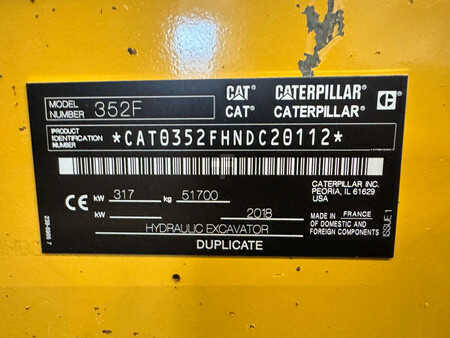 MODEL NUMBER 352F
CAT CATERPILLAR
CAT® CATERPILLAR®
PRODUCT IDENTIFICATION NUMBER *CAT0352FHNDC20112*
CE kW 317 kg 51700
kW 2018
HYDRAULIC EXCAVATOR
DUPLICATE
CATERPILLAR INC.
PEORIA, IL 61629
USA
MADE IN FRANCE
OF DOMESTIC AND
FOREIGN COMPONENTS
ISSUE 1